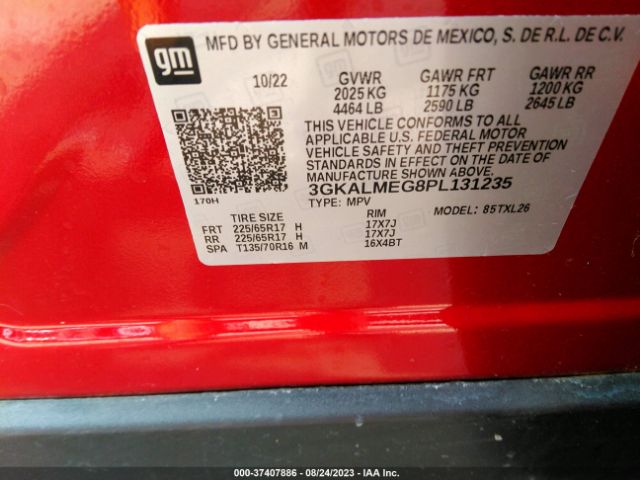 gm
MFD BY GENERAL MOTORS DE MEXICO, S. DE R.L. DE C.V.
10/22 GVWR GAWR FRT GAWR RR
2025 KG 1175 KG 1200 KG
4464 LB 2590 LB 2645 LB
THIS VEHICLE CONFORMS TO ALL
APPLICABLE U.S. FEDERAL MOTOR
VEHICLE SAFETY AND THEFT PREVENTION
STANDARDS IN EFFECT ON THE DATE OF
MANUFACTURE SHOWN ABOVE.
170H 3GKALMEG8PL131235
TYPE: MPV MODEL: 85TXL26
TIRE SIZE RIM
FRT 225/65R17 H 17X7J
RR 225/65R17 H 17X7J
SPA T135/70R16 M 16X4BT
000-37407886 - 08/24/2023 - IAA Inc.